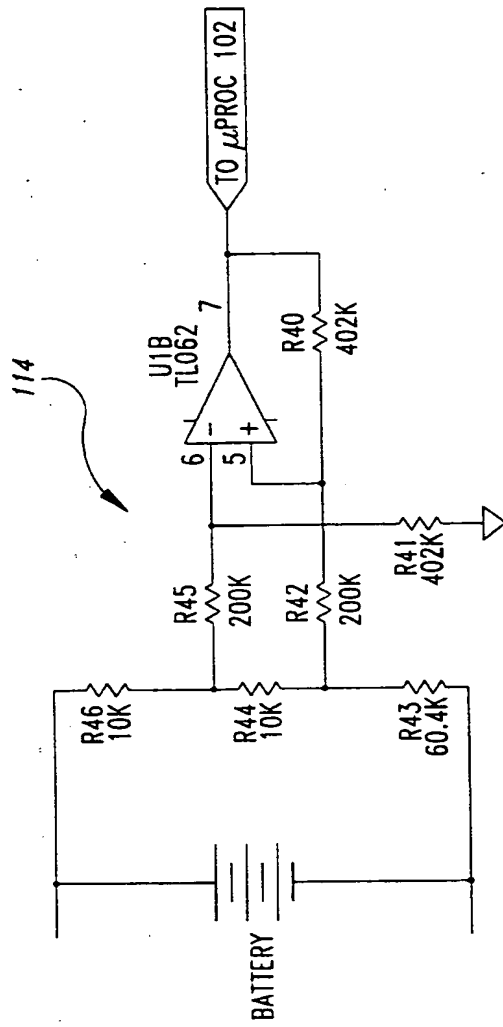 114
BATTERY
R46
10K
R44
10K
R43
60.4K
R45
200K
R42
200K
R41
402K
6
-
5
+
U1B
TL062
7
R40
402K
TO μPROC 102